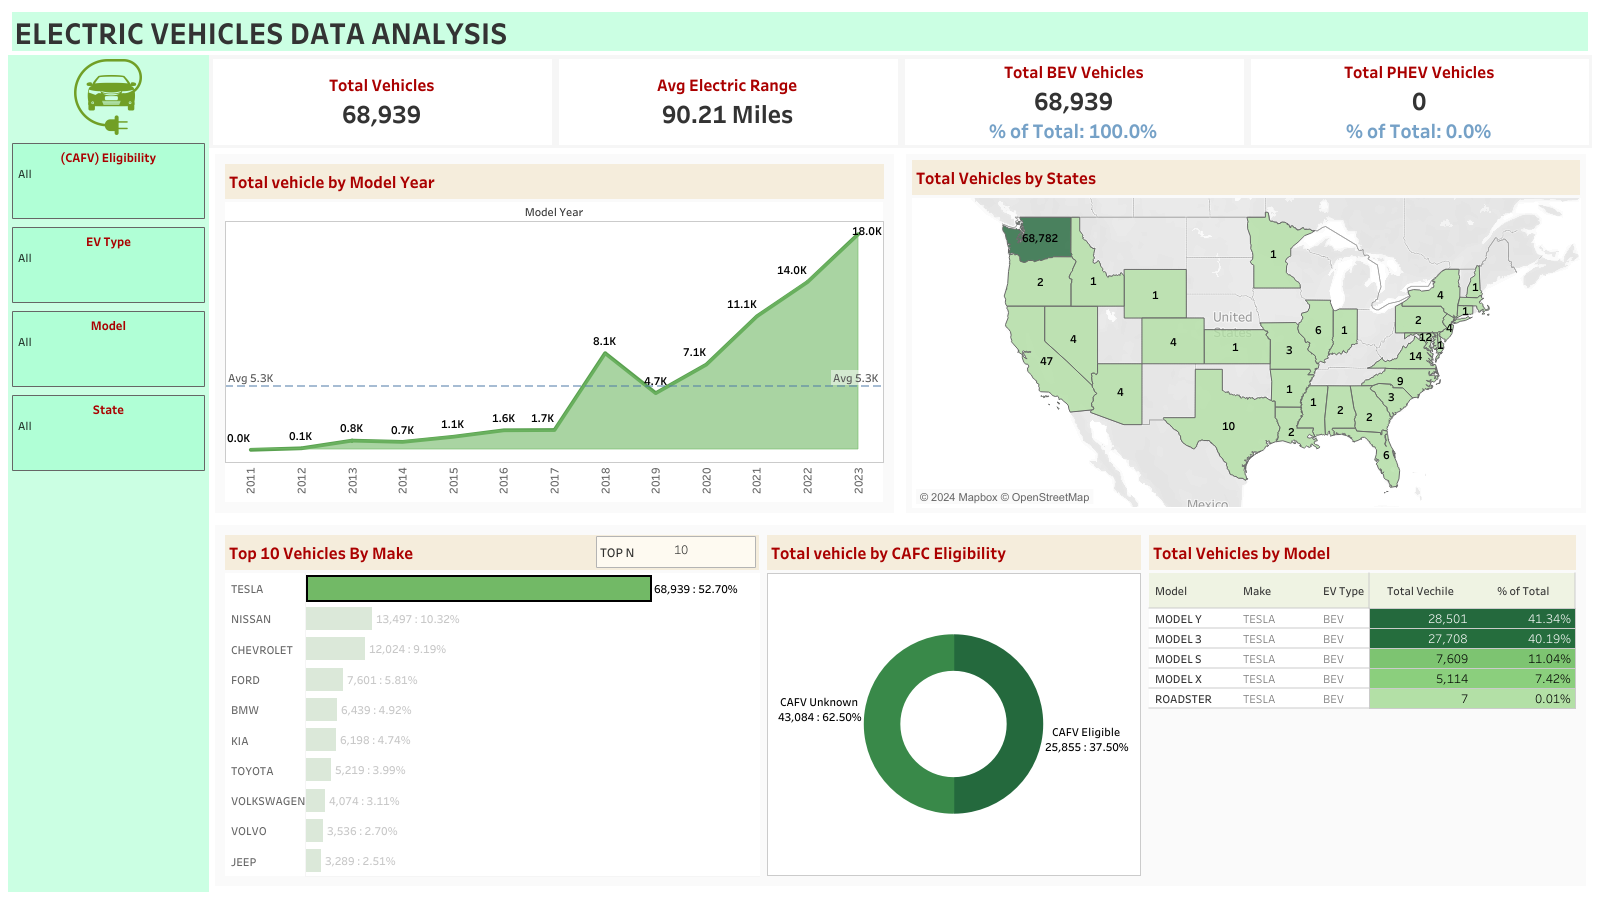 ELECTRIC VEHICLES DATA ANALYSIS
(CAFV) Eligibility
All
EV Type
All
Model
All
State
All
Total Vehicles
68,939
Avg Electric Range
90.21 Miles
Total BEV Vehicles
68,939
% of Total: 100.0%
Total PHEV Vehicles
0
% of Total: 0.0%
Total vehicle by Model Year
Model Year
18.0K
14.0K
11.1K
8.1K
7.1K
4.7K
Avg 5.3K
Avg 5.3K
0.0K
0.1K
0.8K
0.7K
1.1K
1.6K
1.7K
2011
2012
2013
2014
2015
2016
2017
2018
2019
2020
2021
2022
2023
Total Vehicles by States
68,782
1
2
1
1
4
1
2
1
4
United
States
6
1
4
4
1
3
12
1
14
47
4
1
9
3
1
2
2
10
2
6
© 2024 Mapbox © OpenStreetMap
Mexico
Top 10 Vehicles By Make
TOP N 10
TESLA 68,939 : 52.70%
NISSAN 13,497 : 10.32%
CHEVROLET 12,024 : 9.19%
FORD 7,601 : 5.81%
BMW 6,439 : 4.92%
KIA 6,198 : 4.74%
TOYOTA 5,219 : 3.99%
VOLKSWAGEN 4,074 : 3.11%
VOLVO 3,536 : 2.70%
JEEP 3,289 : 2.51%
Total vehicle by CAFC Eligibility
CAFV Unknown
43,084 : 62.50%
CAFV Eligible
25,855 : 37.50%
Total Vehicles by Model
Model Make EV Type Total Vechile % of Total
MODEL Y TESLA BEV 28,501 41.34%
MODEL 3 TESLA BEV 27,708 40.19%
MODEL S TESLA BEV 7,609 11.04%
MODEL X TESLA BEV 5,114 7.42%
ROADSTER TESLA BEV 7 0.01%